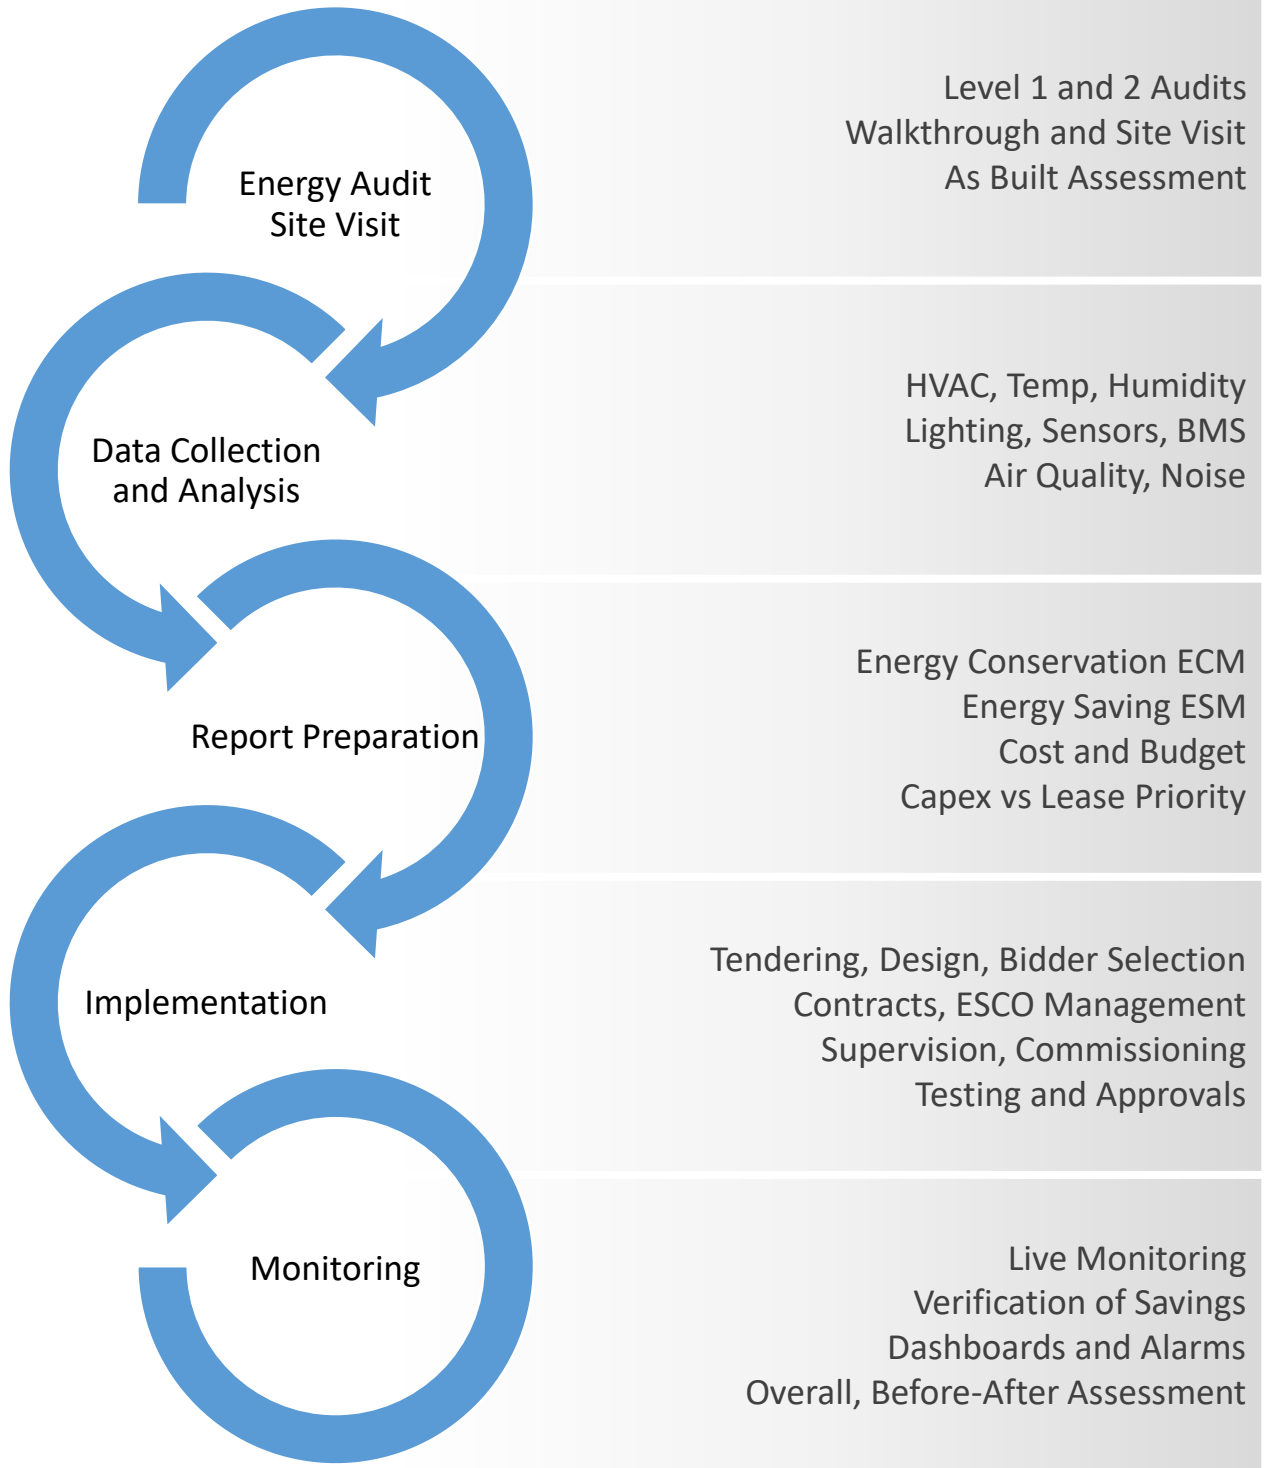 Energy Audit
Site Visit
Level 1 and 2 Audits
Walkthrough and Site Visit
As Built Assessment
Data Collection
and Analysis
HVAC, Temp, Humidity
Lighting, Sensors, BMS
Air Quality, Noise
Report Preparation
Energy Conservation ECM
Energy Saving ESM
Cost and Budget
Capex vs Lease Priority
Implementation
Tendering, Design, Bidder Selection
Contracts, ESCO Management
Supervision, Commissioning
Testing and Approvals
Monitoring
Live Monitoring
Verification of Savings
Dashboards and Alarms
Overall, Before-After Assessment